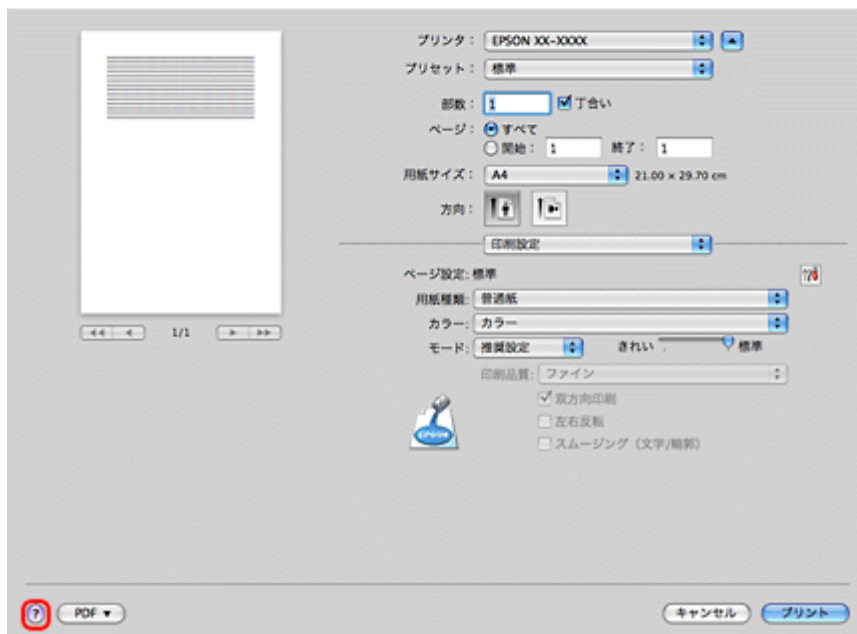 プリンタ： EPSON XX-XXXX
プリセット： 標準
部数： 1 丁合い
ページ： すべて
開始： 1 終了： 1
用紙サイズ： A4 21.00 x 29.70 cm
方向：
印刷設定
ページ設定: 標準
用紙種類: 普通紙
カラー: カラー
1/1
モード: 推奨設定 きれい 標準
印刷品質: ファイン
双方向印刷
EPSON
左右反転
スムージング（文字/輪郭）
? PDF ▼ キャンセル プリント